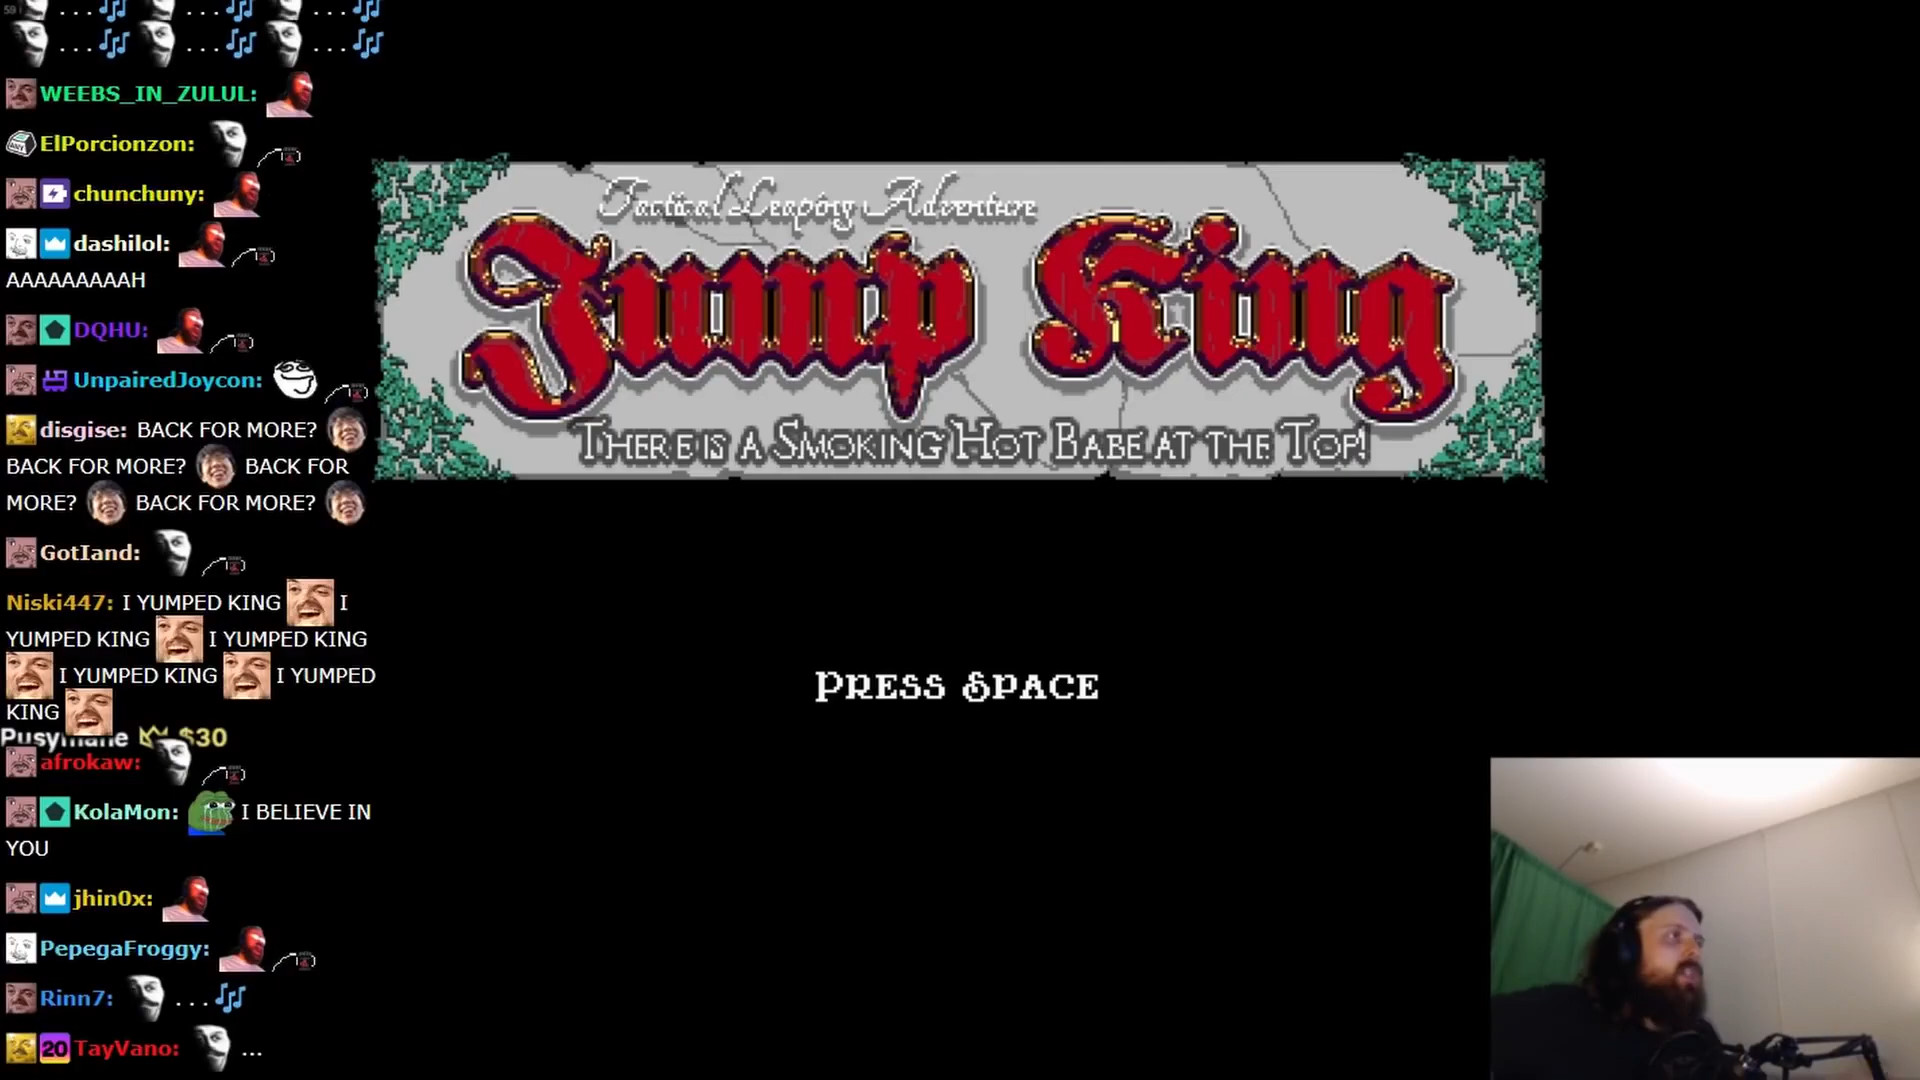 59
...
...
...
...
...
...
WEEBS_IN_ZULUL:
ElPorcionzon:
chunchuny:
dashilol:
AAAAAAAAAH
DQHU:
UnpairedJoycon:
disgise: BACK FOR MORE?
BACK FOR MORE? BACK FOR
MORE? BACK FOR MORE?
GotIand:
Niski447: I YUMPED KING I
YUMPED KING I YUMPED KING
I YUMPED KING I YUMPED
KING
Pusymane $30
afrokaw:
KolaMon: I BELIEVE IN
YOU
jhin0x:
PepegaFroggy:
Rinn7: ...
20 TayVano: ...
Tactical Leaping Adventure
Jump King
THERE IS A SMOKING HOT BABE AT THE TOP!
PRESS SPACE